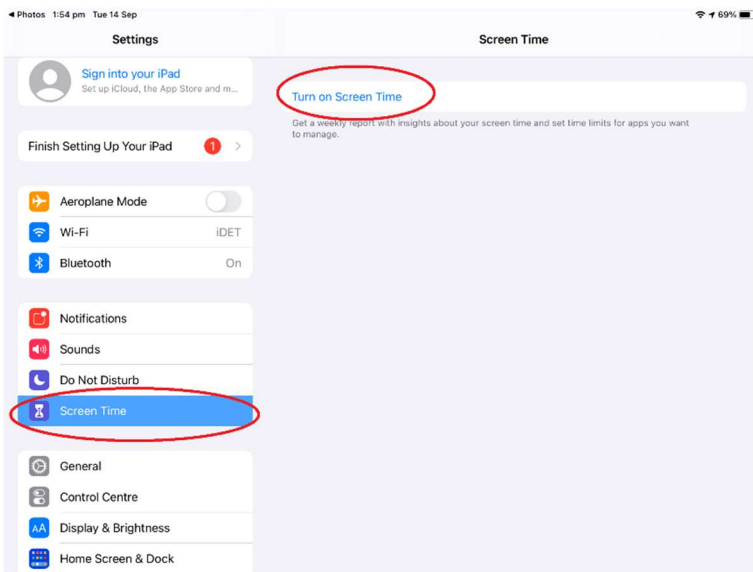 ◀ Photos 1:54 pm Tue 14 Sep
69%
Settings
Screen Time
Sign into your iPad
Set up iCloud, the App Store and m...
Finish Setting Up Your iPad 1
Aeroplane Mode
Wi-Fi iDET
Bluetooth On
Notifications
Sounds
Do Not Disturb
Screen Time
General
Control Centre
AA Display & Brightness
Home Screen & Dock
Turn on Screen Time
Get a weekly report with insights about your screen time and set time limits for apps you want
to manage.